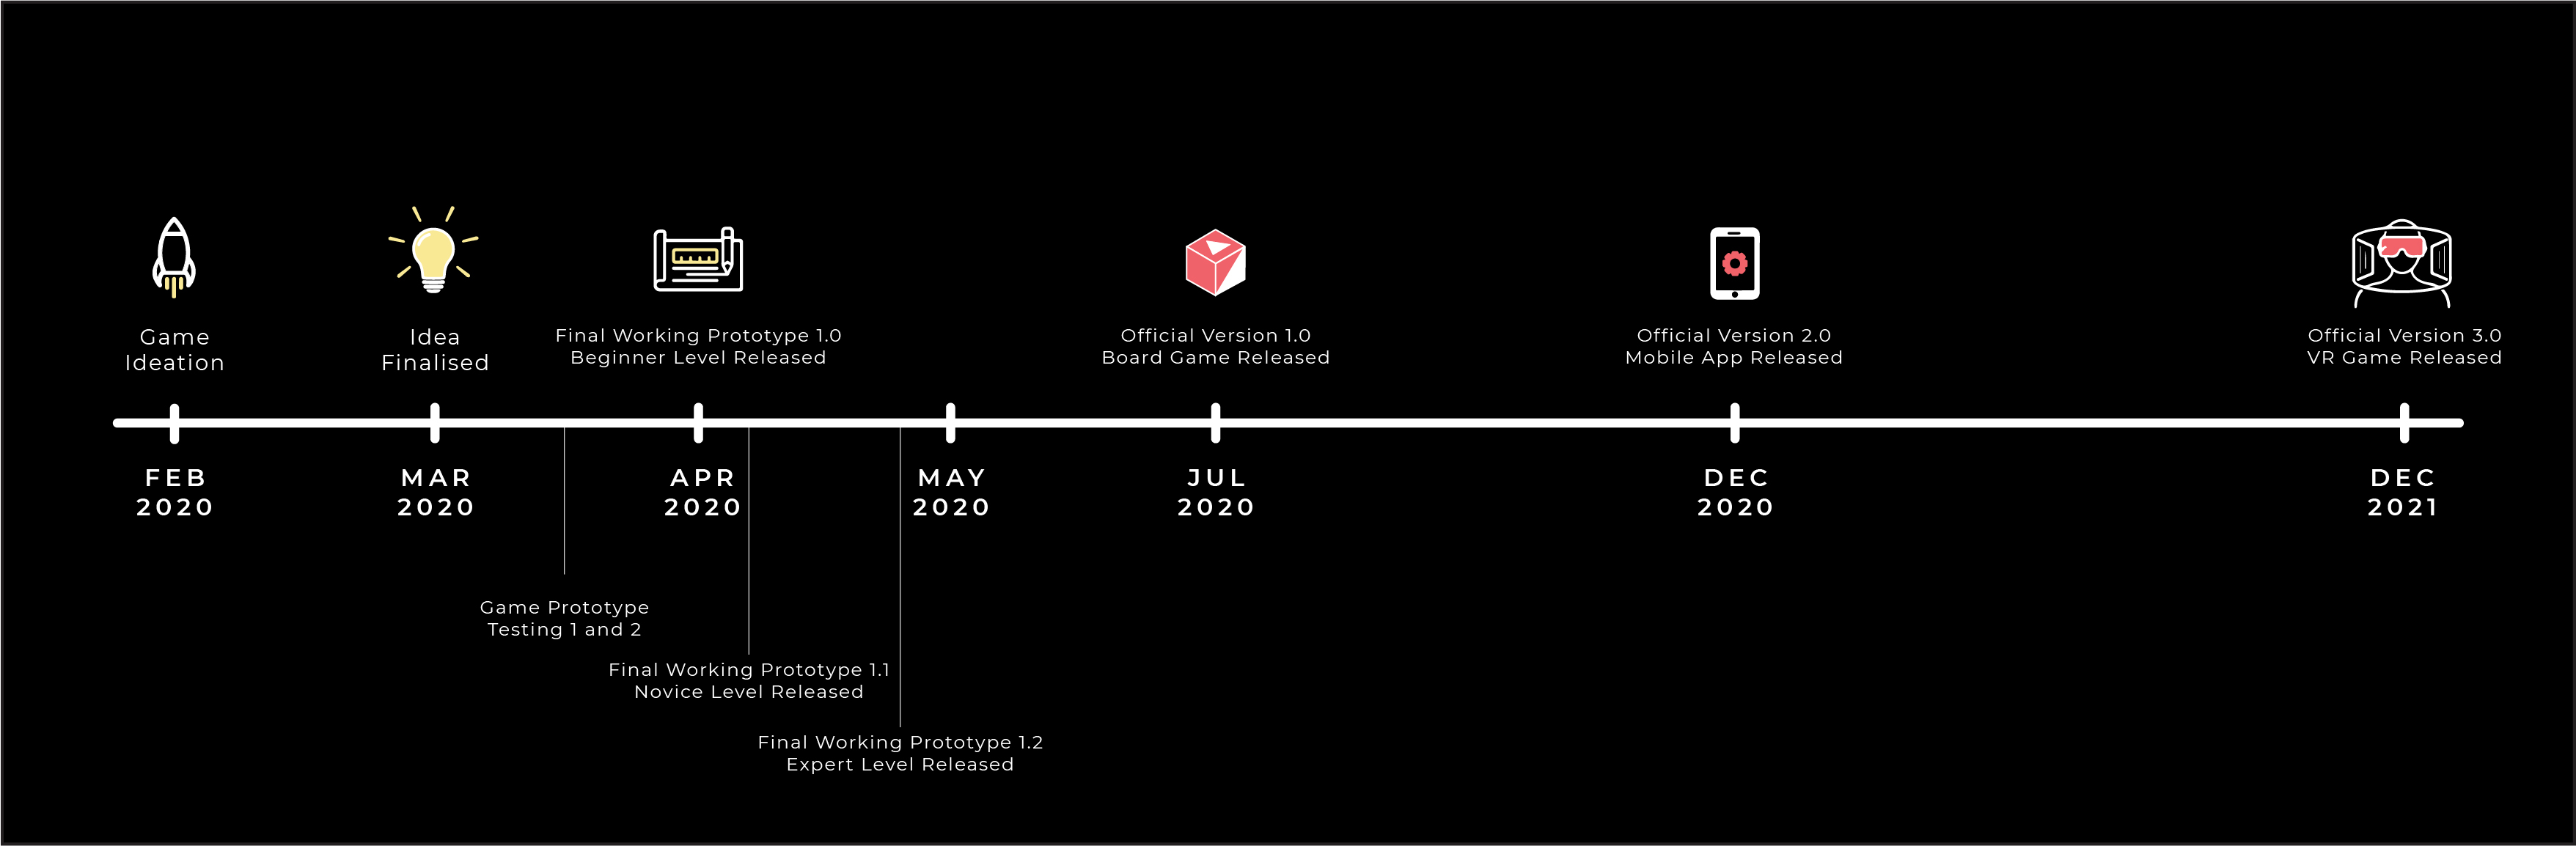 Game
Ideation
Idea
Finalised
Final Working Prototype 1.0
Beginner Level Released
Official Version 1.0
Board Game Released
Official Version 2.0
Mobile App Released
Official Version 3.0
VR Game Released
FEB
2020
MAR
2020
APR
2020
MAY
2020
JUL
2020
DEC
2020
DEC
2021
Game Prototype
Testing 1 and 2
Final Working Prototype 1.1
Novice Level Released
Final Working Prototype 1.2
Expert Level Released